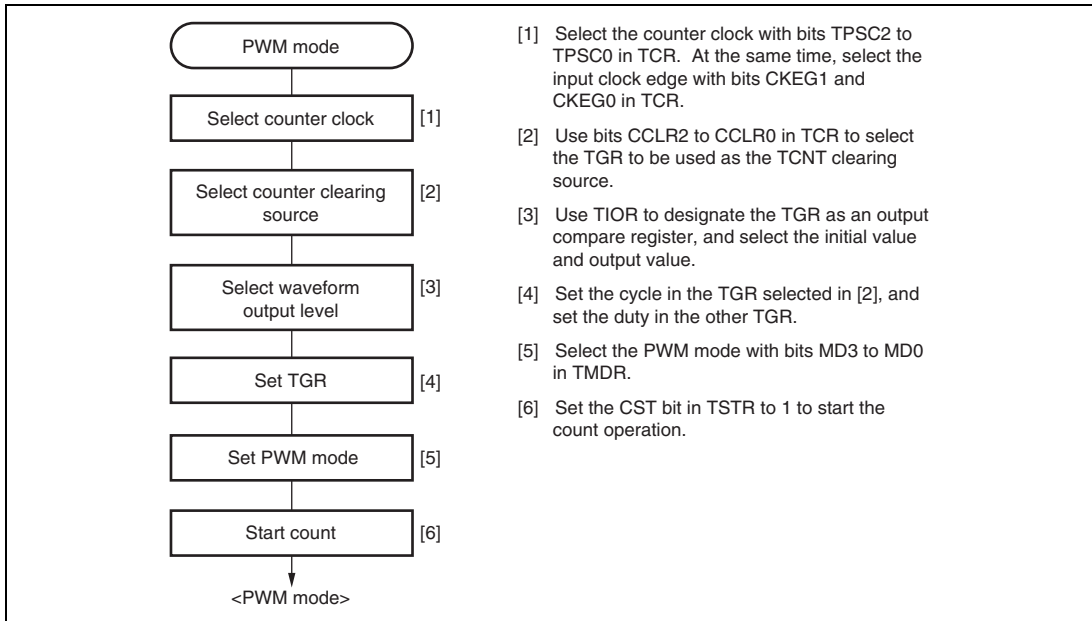 PWM mode
Select counter clock
[1]
Select counter clearing
source
[2]
Select waveform
output level
[3]
Set TGR
[4]
Set PWM mode
[5]
Start count
[6]
<PWM mode>
[1] Select the counter clock with bits TPSC2 to
TPSC0 in TCR. At the same time, select the
input clock edge with bits CKEG1 and
CKEG0 in TCR.
[2] Use bits CCLR2 to CCLR0 in TCR to select
the TGR to be used as the TCNT clearing
source.
[3] Use TIOR to designate the TGR as an output
compare register, and select the initial value
and output value.
[4] Set the cycle in the TGR selected in [2], and
set the duty in the other TGR.
[5] Select the PWM mode with bits MD3 to MD0
in TMDR.
[6] Set the CST bit in TSTR to 1 to start the
count operation.